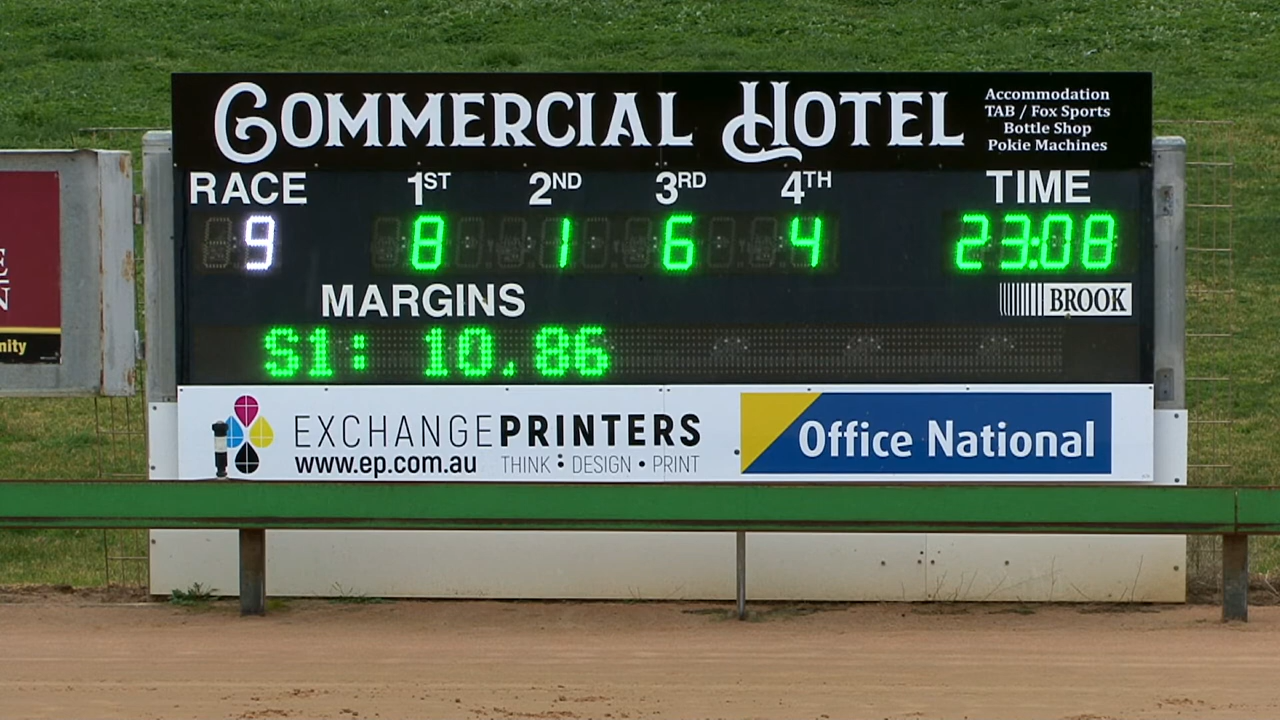 COMMERCIAL HOTEL
Accommodation
TAB / Fox Sports
Bottle Shop
Pokie Machines
RACE 1ST 2ND 3RD 4TH TIME
9 8 1 6 4 23:08
MARGINS
BROOK
S1: 10.86
EXCHANGEPRINTERS
www.ep.com.au THINK • DESIGN • PRINT
Office National
E
N
nity